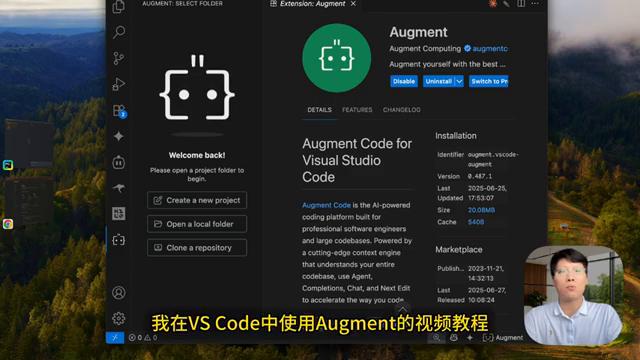 AUGMENT: SELECT FOLDER
Extension: Augment
Augment
Augment Computing
augmentc
Augment yourself with the best ...
Disable
Uninstall
Switch to Pr
DETAILS
FEATURES
CHANGELOG
Welcome back!
Please open a project folder to
begin.
Create a new project
Open a local folder
Clone a repository
Augment Code for
Visual Studio
Code
Augment Code is the AI-powered
coding platform built for
professional software engineers
and large codebases. Powered by
a cutting-edge context engine
that understands your entire
codebase, use Agent,
Completions, Chat, and Next Edit
to accelerate the way you code
Installation
Identifier augment.vscode-
augment
Version 0.487.1
Last 2025-06-25,
Updated 17:53:07
Size 20.08MB
Cache 540B
Marketplace
Publish... 2023-11-21,
14:32:13
Last 2025-06-27,
Released 10:08:24
2
0 0
Augment
我在VS Code中使用Augment的视频教程